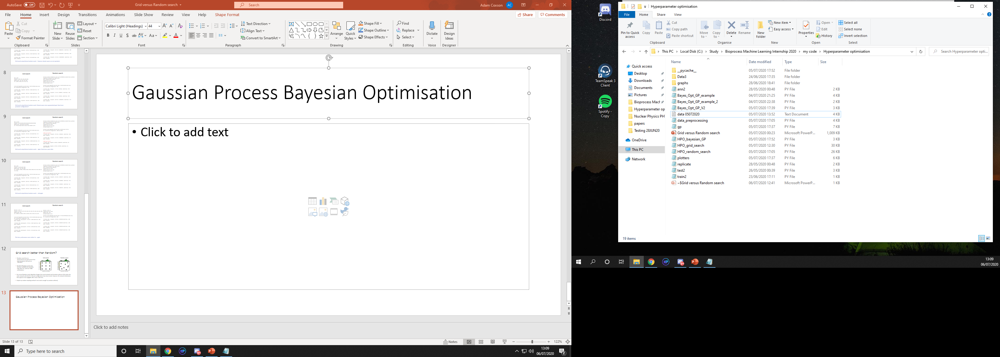 AutoSave Off
Grid versus Random search
Search
Adam Coxson AC
File Home Insert Design Transitions Animations Slide Show Review View Help Shape Format
Share Comments
Paste
Cut
Copy
Format Painter
Clipboard
New Slide
Reuse Slides
Layout
Reset
Section
Slides
Calibri Light (Headings) 44
Font
Text Direction
Align Text
Convert to SmartArt
Paragraph
Arrange
Quick Styles
Shape Fill
Shape Outline
Shape Effects
Drawing
Find
Replace
Select
Editing
Dictate
Voice
Design Ideas
Designer
8
Grid search Random search
9
Grid search Random search
10
Grid search Random search
11
Grid search Random search
12
Grid search better than Random?
13
Gaussian Process Bayesian Optimisation
Gaussian Process Bayesian Optimisation
• Click to add text
Click to add notes
Slide 13 of 13
Notes
122%
Type here to search
13:09
06/07/2020
Discord
TeamSpeak 3
Client
Spotify -
Copy
Hyperparameter optimisation
File Home Share View
Pin to Quick access
Copy
Paste
Cut
Copy path
Paste shortcut
Clipboard
Move to
Copy to
Delete
Rename
Organise
New folder
New item
Easy access
New
Properties
Open
Edit
History
Open
Select all
Select none
Invert selection
Select
This PC > Local Disk (C:) > Study > Bioprocess Machine Learning Internship 2020 > my code > Hyperparameter optimisation
Search Hyperparameter opti...
Quick access
Desktop
Downloads
Documents
Pictures
Bioprocess Mach
Hyperparameter op
Nuclear Physics PH
papers
Testing 28JUN20
OneDrive
This PC
Network
Name Date modified Type Size
__pycache__ 05/07/2020 17:52 File folder
Data3 24/06/2020 17:35 File folder
graphs 28/06/2020 18:41 File folder
ann2 28/05/2020 00:48 PY File 2 KB
Bayes_Opt_GP_example 04/07/2020 21:25 PY File 4 KB
Bayes_Opt_GP_example_2 04/07/2020 22:38 PY File 2 KB
Bayes_Opt_GP_V2 05/07/2020 17:39 PY File 3 KB
data 05072020 05/07/2020 13:52 Text Document 4 KB
data_preprocessing 05/07/2020 17:05 PY File 4 KB
gp 05/07/2020 17:37 PY File 7 KB
Grid versus Random search 05/07/2020 00:23 Microsoft PowerP... 1,009 KB
HPO_bayesian_GP 05/07/2020 17:52 PY File 3 KB
HPO_grid_search 05/07/2020 12:30 PY File 30 KB
HPO_random_search 05/07/2020 17:05 PY File 26 KB
plotters 05/07/2020 17:37 PY File 6 KB
replicate 28/05/2020 00:48 PY File 2 KB
test2 26/05/2020 00:39 PY File 3 KB
train2 23/06/2020 17:11 PY File 1 KB
~$Grid versus Random search 06/07/2020 12:41 Microsoft PowerP... 1 KB
19 items
13:09
06/07/2020